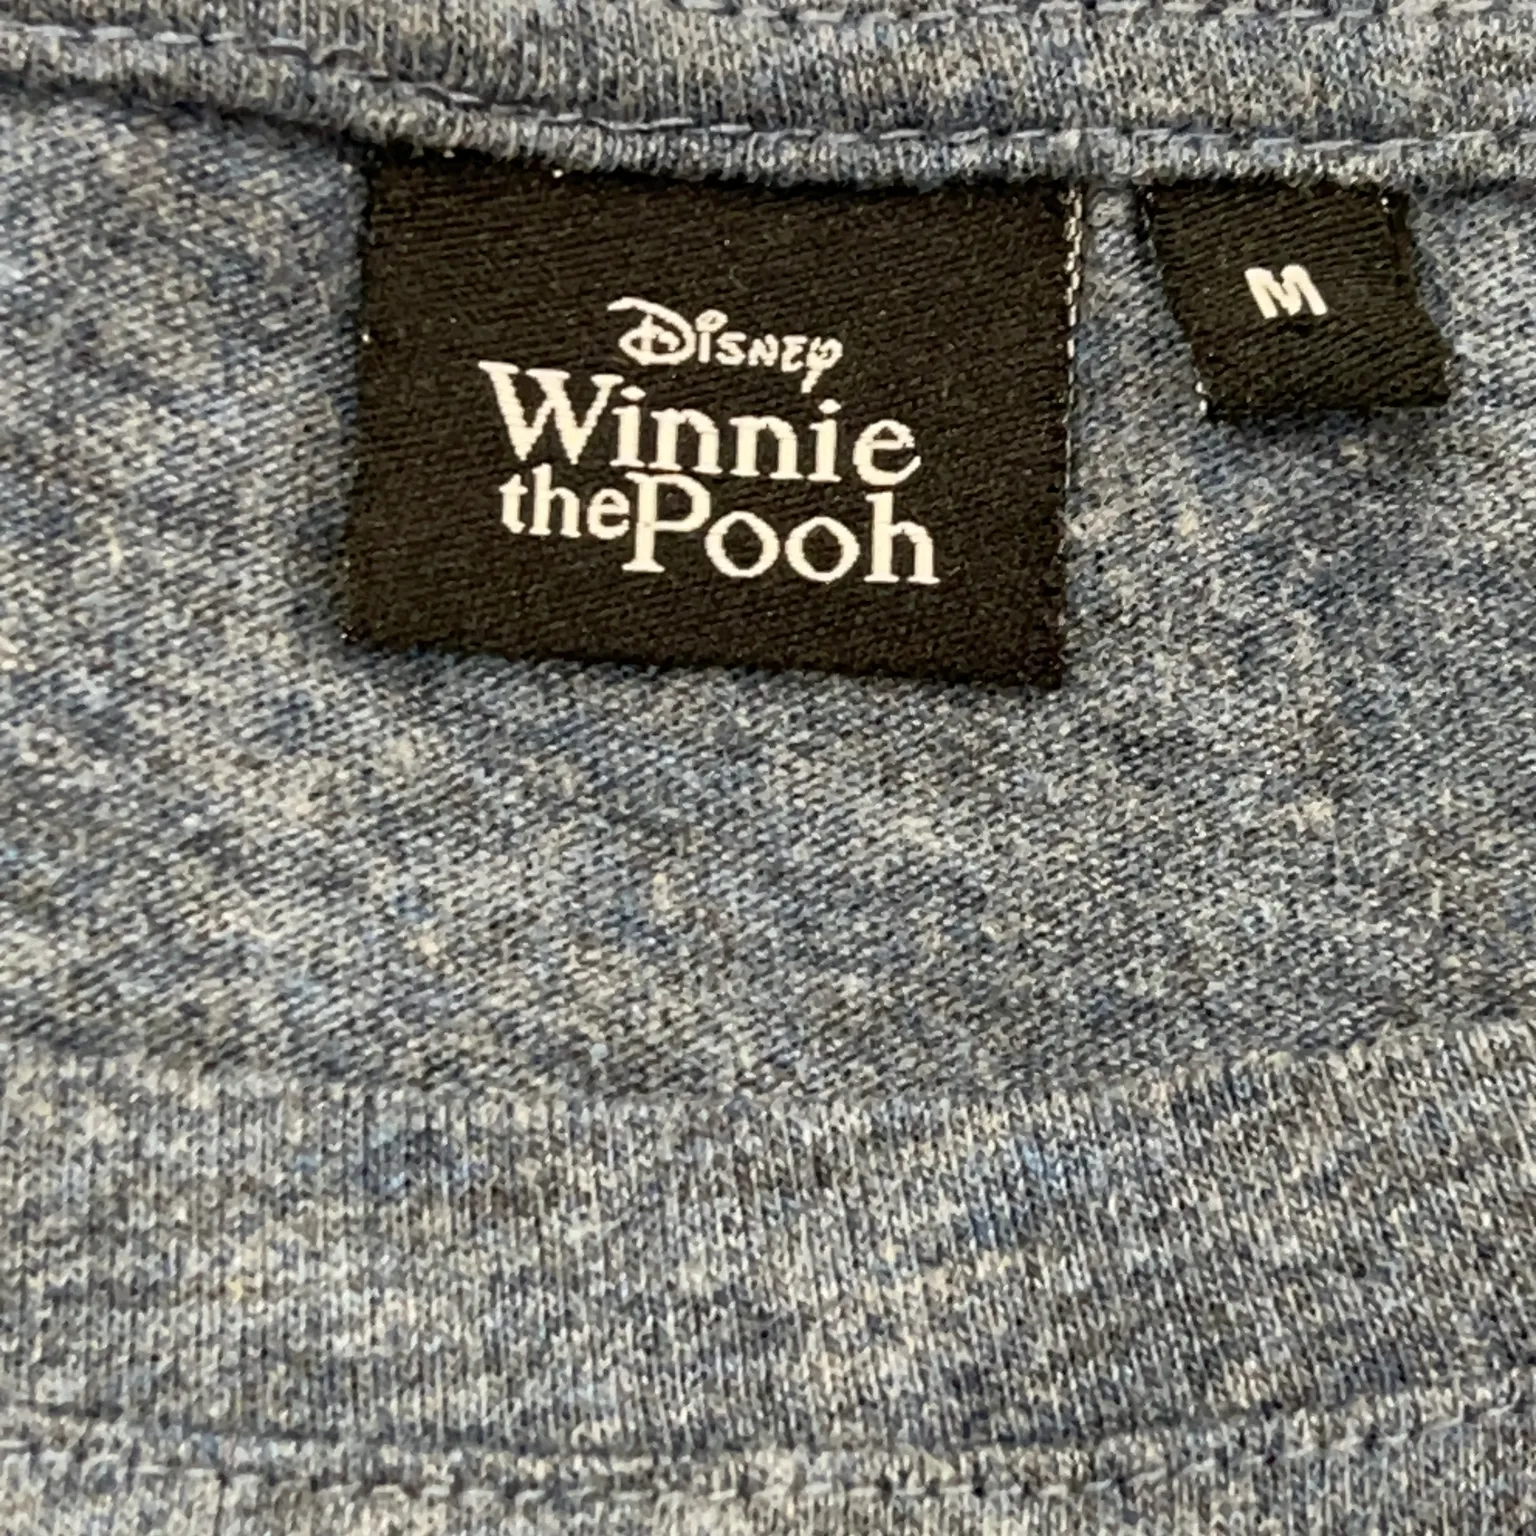 Disney
Winnie
the Pooh
M